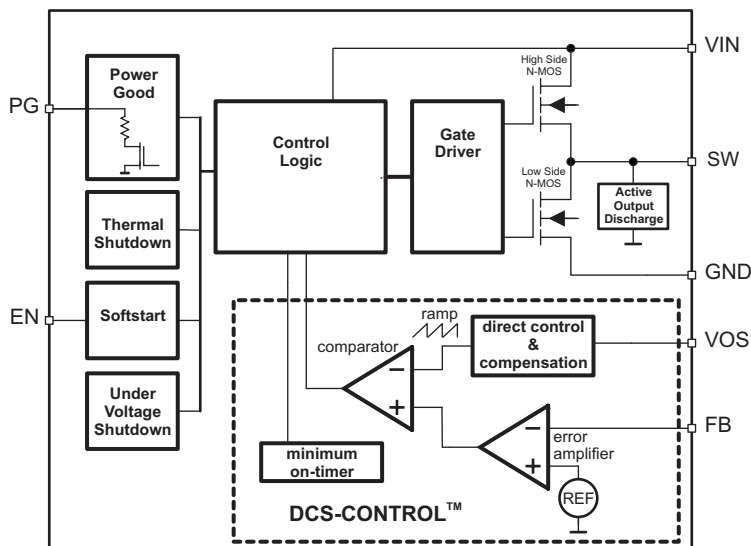 VIN
High Side
N-MOS
Power
Good
PG
Control
Logic
Gate
Driver
SW
Low Side
N-MOS
Active
Output
Discharge
Thermal
Shutdown
GND
EN
Softstart
ramp
direct control
&
compensation
VOS
comparator
−
+
Under
Voltage
Shutdown
FB
−
+
error
amplifier
minimum
on-timer
REF
DCS-CONTROL™